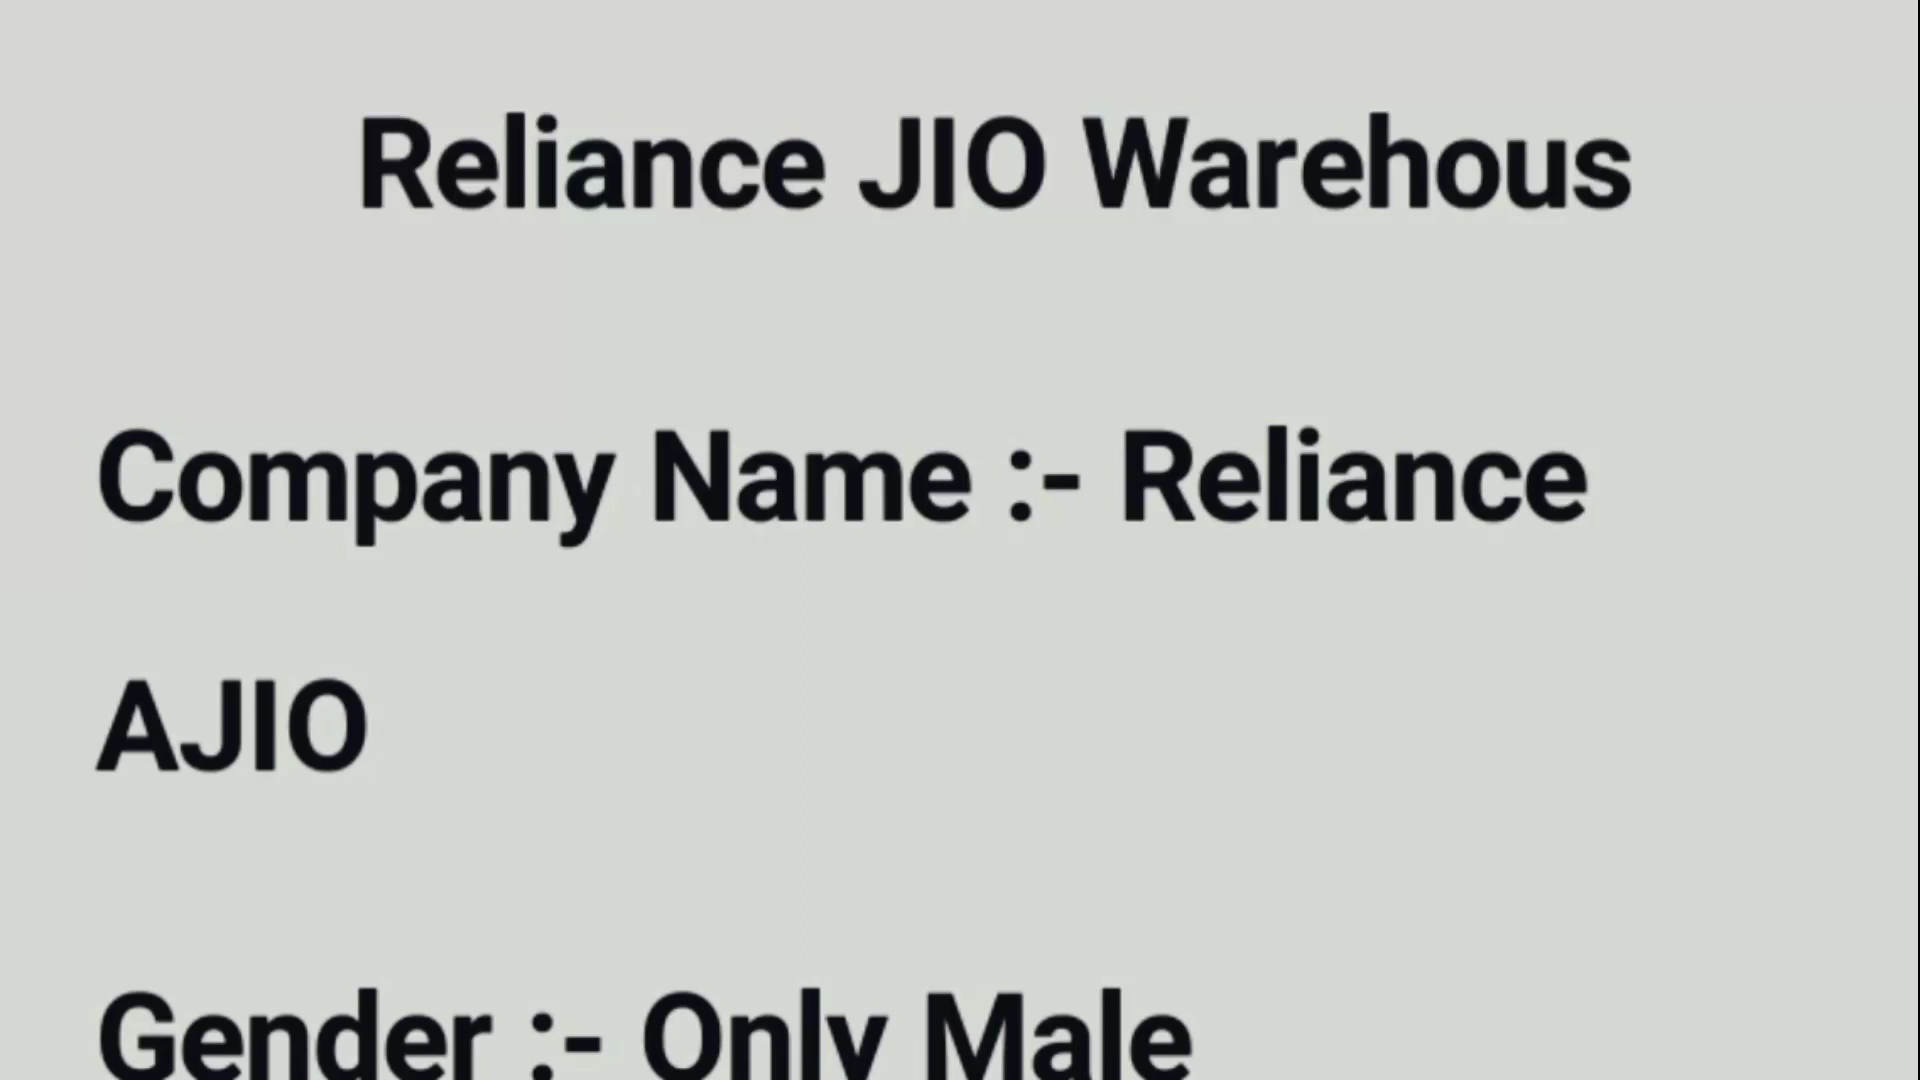 Reliance JIO Warehous
Company Name :- Reliance
AJIO
Gender :- Only Male